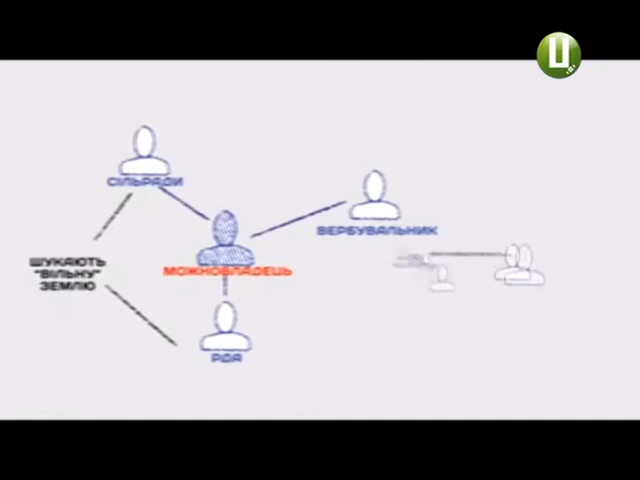 Ц
СІЛЬРАДИ
ВЕРБУВАЛЬНИК
ШУКАЮТЬ
"ВІЛЬНУ"
ЗЕМЛЮ
МОЖНОВЛАДЕЦЬ
РДА